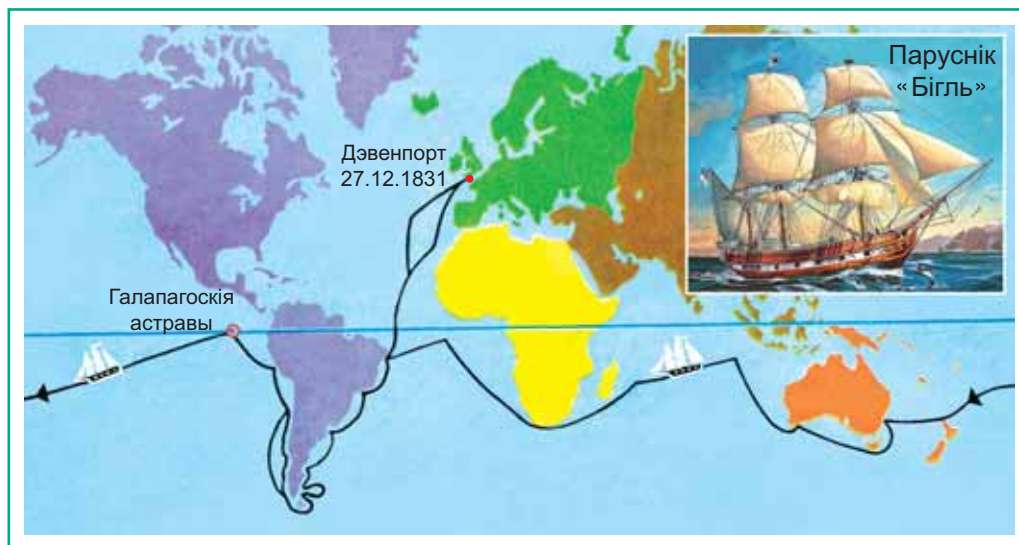 Паруснік
«Бігль»
Дэвенпорт
27.12.1831
Галапагоскія
астравы